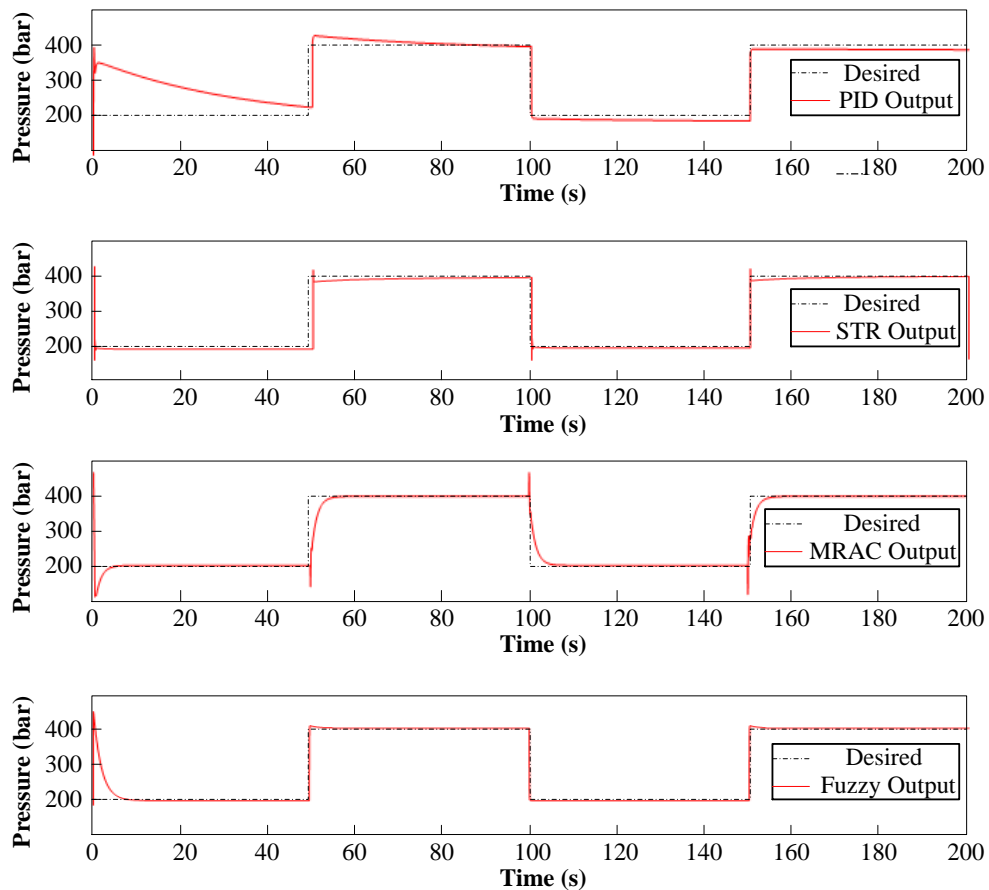 Pressure (bar)
400
300
200
Desired
PID Output
0 20 40 60 80 100 120 140 160 180 200
Time (s)
Pressure (bar)
400
300
200
Desired
STR Output
0 20 40 60 80 100 120 140 160 180 200
Time (s)
Pressure (bar)
400
300
200
Desired
MRAC Output
0 20 40 60 80 100 120 140 160 180 200
Time (s)
Pressure (bar)
400
300
200
Desired
Fuzzy Output
0 20 40 60 80 100 120 140 160 180 200
Time (s)